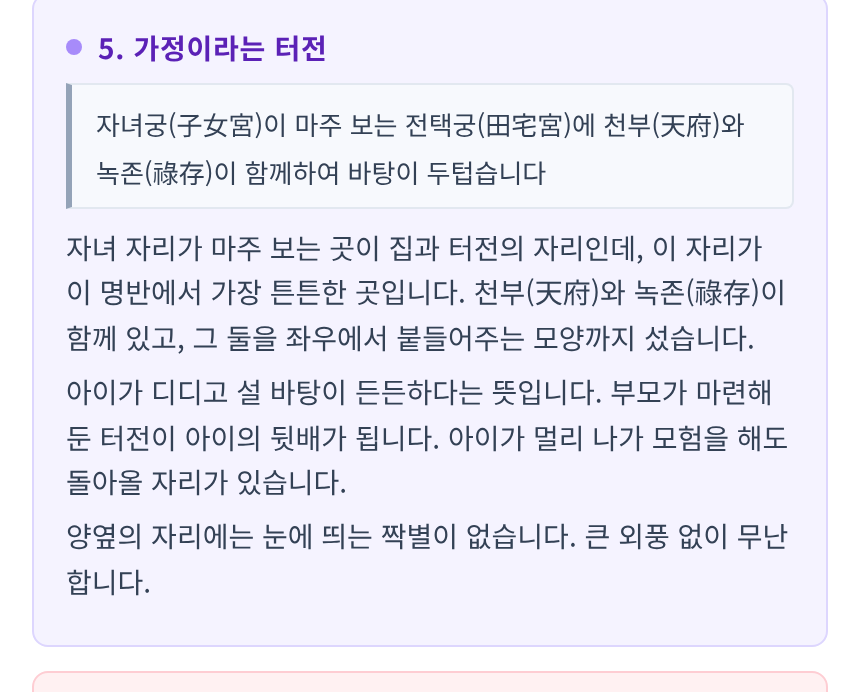 5. 가정이라는 터전
자녀궁(子女宮)이 마주 보는 전택궁(田宅宮)에 천부(天府)와
녹존(祿存)이 함께하여 바탕이 두텁습니다
자녀 자리가 마주 보는 곳이 집과 터전의 자리인데, 이 자리가
이 명반에서 가장 튼튼한 곳입니다. 천부(天府)와 녹존(祿存)이
함께 있고, 그 둘을 좌우에서 붙들어주는 모양까지 섰습니다.
아이가 디디고 설 바탕이 든든하다는 뜻입니다. 부모가 마련해
둔 터전이 아이의 뒷배가 됩니다. 아이가 멀리 나가 모험을 해도
돌아올 자리가 있습니다.
양옆의 자리에는 눈에 띄는 짝별이 없습니다. 큰 외풍 없이 무난
합니다.